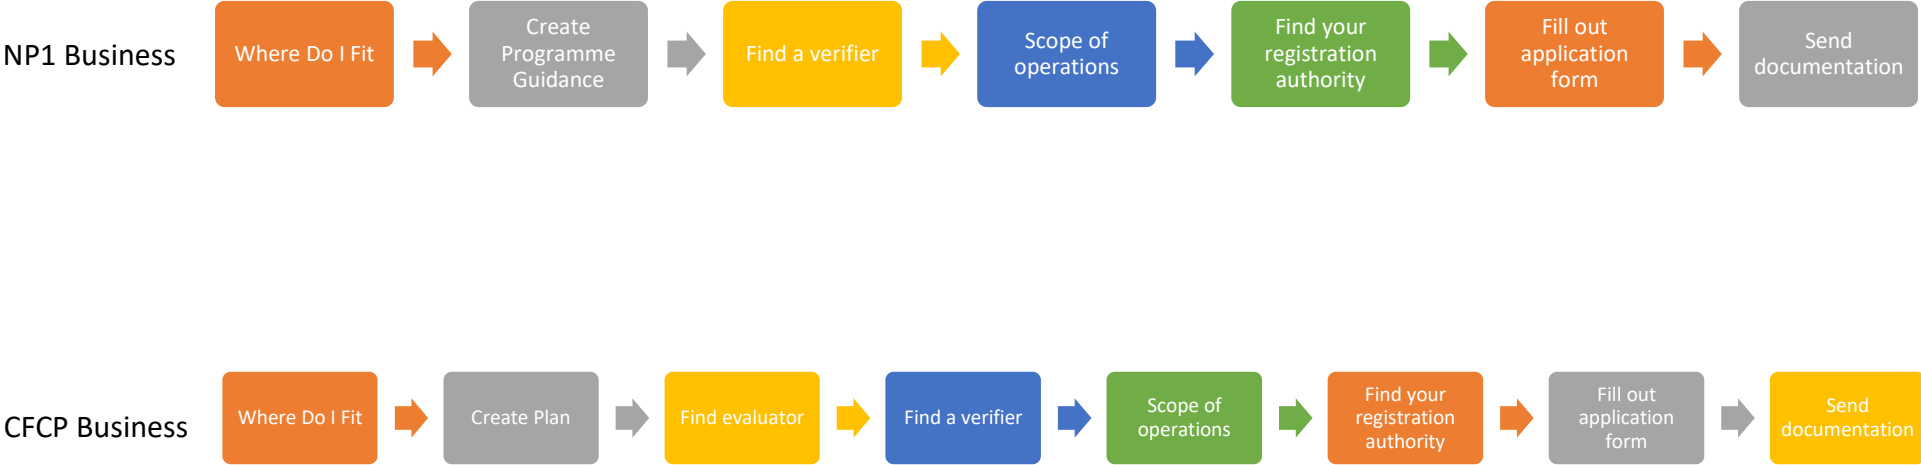 NP1 Business
Where Do I Fit
Create
Programme
Guidance
Find a verifier
Scope of
operations
Find your
registration
authority
Fill out
application
form
Send
documentation
CFCP Business
Where Do I Fit
Create Plan
Find evaluator
Find a verifier
Scope of
operations
Find your
registration
authority
Fill out
application
form
Send
documentation